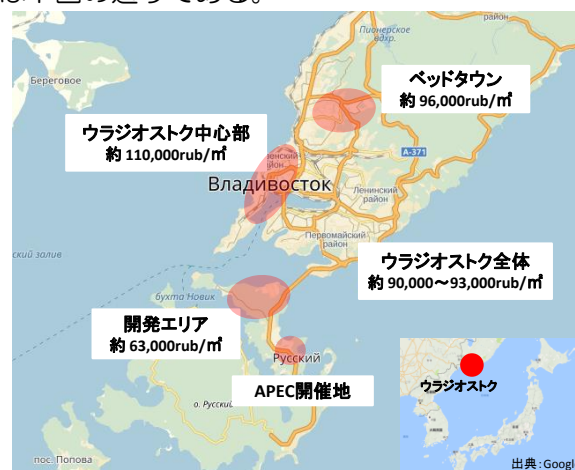 は下図の通りである。
Пионерское
вдхр.
Береговое
ベッドタウン
約 96,000rub/㎡
ウラジオストク中心部
約 110,000rub/㎡
A-371
район
Владивосток
Ленинский
район
Первомайский
район
ский залив
ウラジオストク全体
約 90,000～93,000rub/㎡
бухта Новик
開発エリア
約 63,000rub/㎡
Русский
APEC開催地
ウラジオストク
о. Русский
пос. Попова
出典：Googl